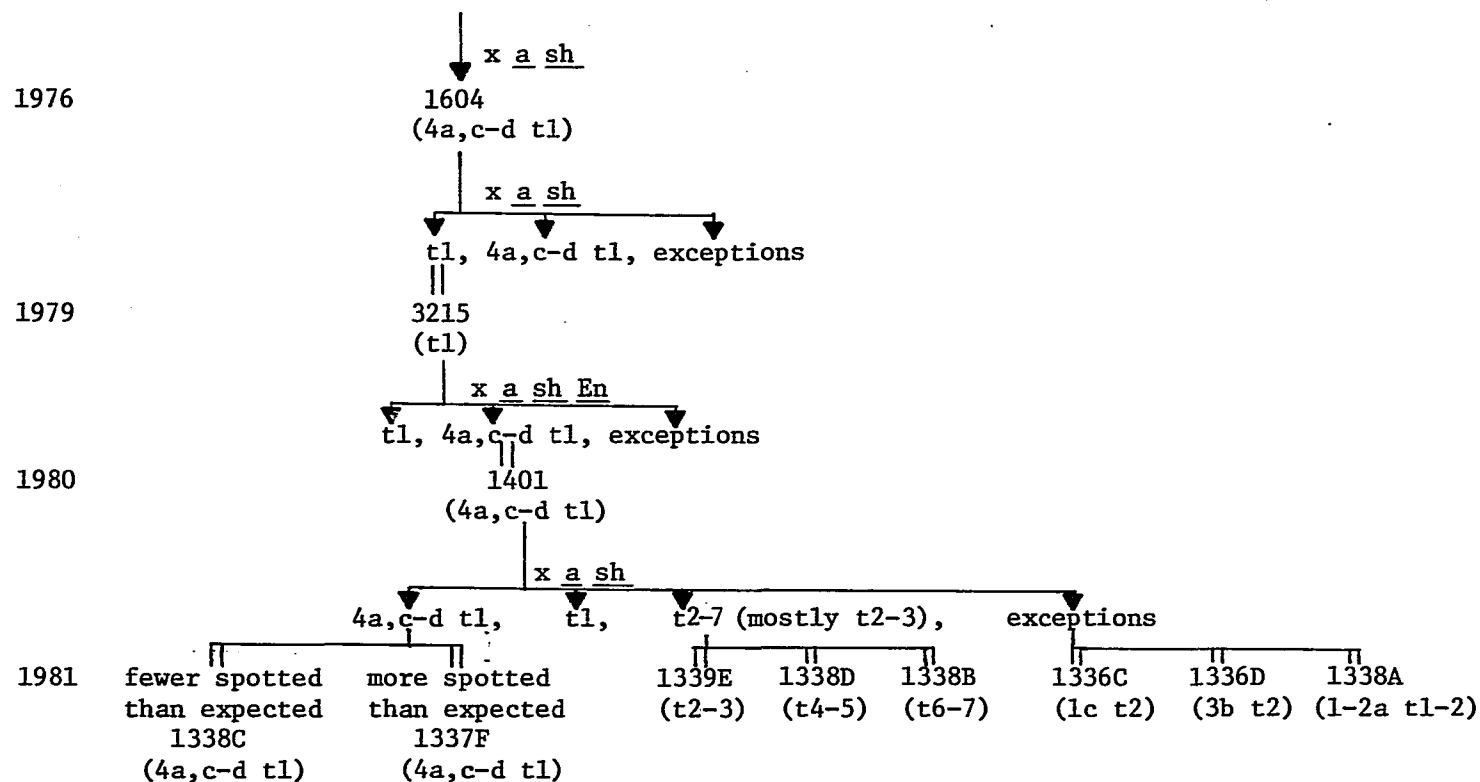 x a sh
1976 1604
(4a,c-d t1)
x a sh
t1, 4a,c-d t1, exceptions
1979 3215
(t1)
x a sh En
t1, 4a,c-d t1, exceptions
1980 1401
(4a,c-d t1)
x a sh
4a,c-d t1, t1, t2-7 (mostly t2-3), exceptions
1981 fewer spotted more spotted 1339E 1338D 1338B 1336C 1336D 1338A
than expected than expected (t2-3) (t4-5) (t6-7) (1c t2) (3b t2) (1-2a t1-2)
1338C 1337F
(4a,c-d t1) (4a,c-d t1)